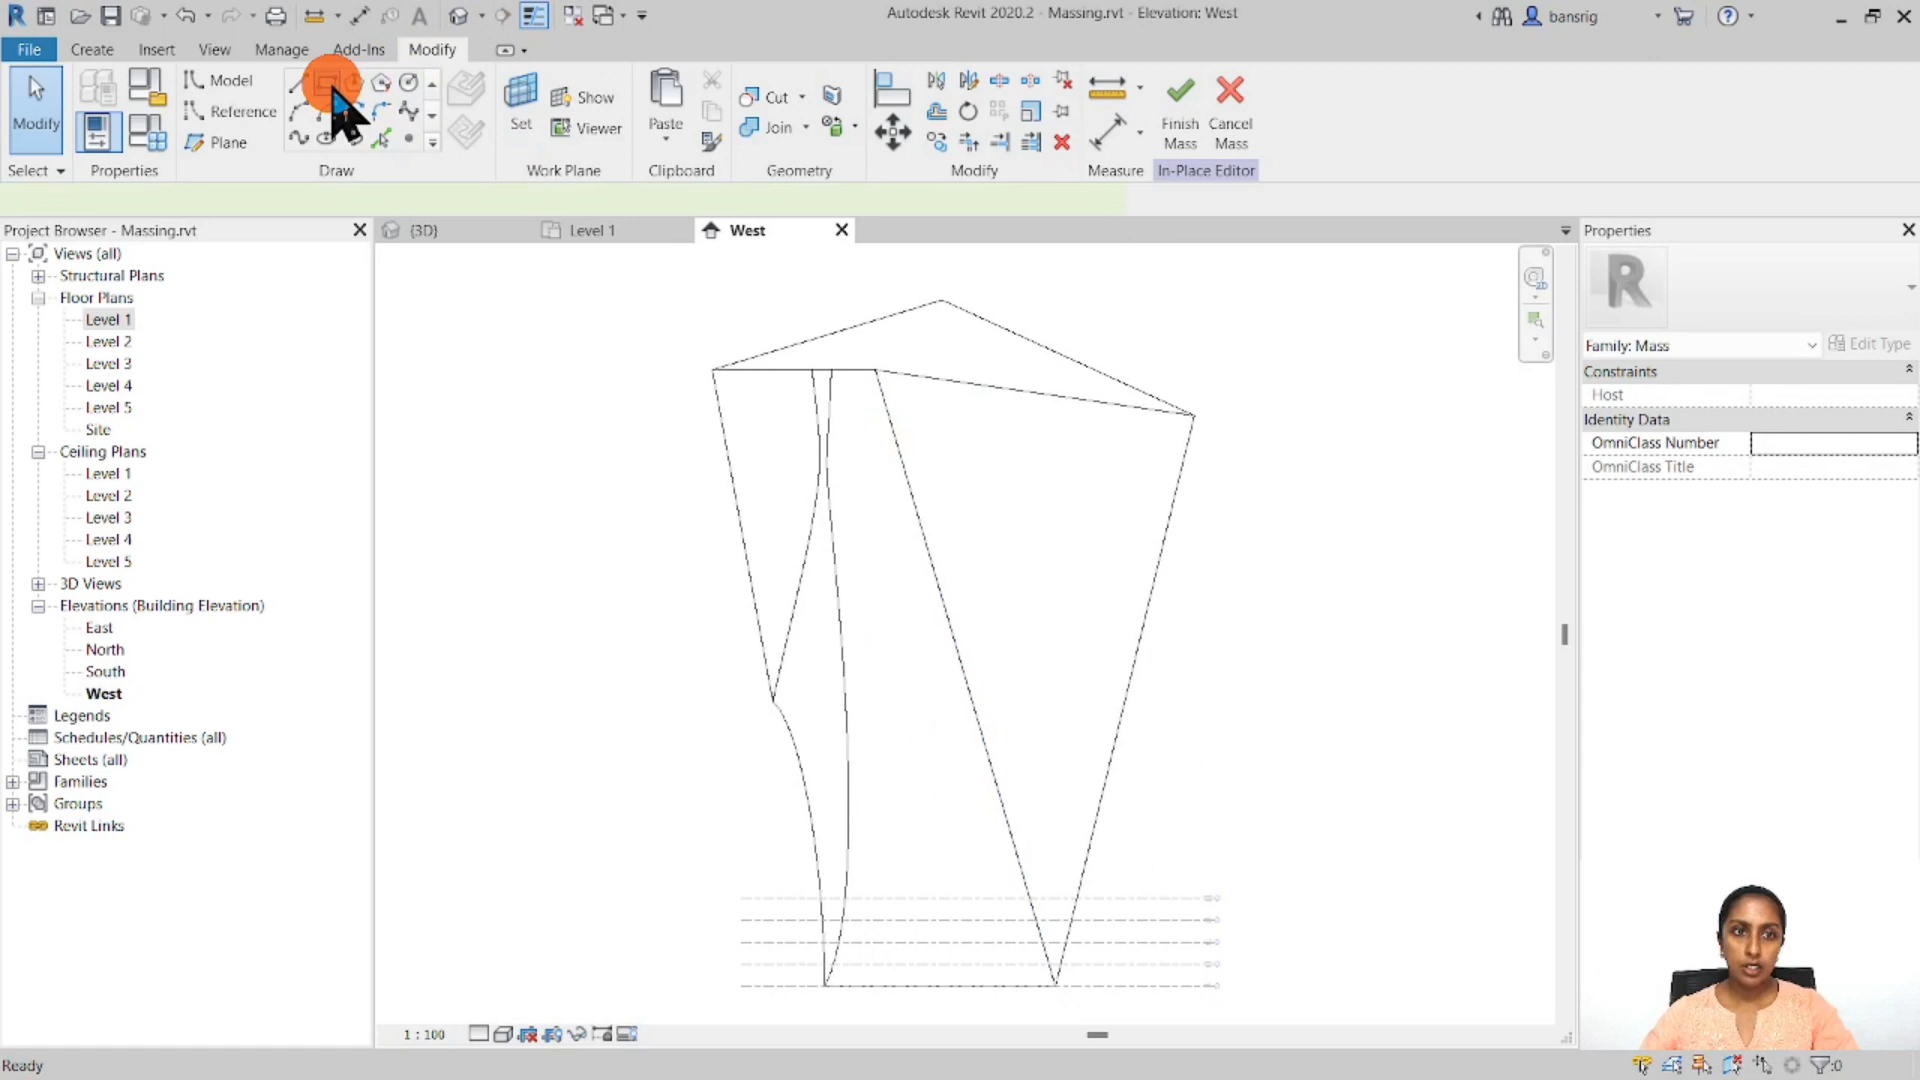 Autodesk Revit 2020.2 - Massing.rvt - Elevation: West
bansrig
File Create Insert View Manage Add-Ins Modify
Modify
Model
Reference
Plane
Set
Show
Viewer
Paste
Cut
Join
Finish Mass
Cancel Mass
Select Properties Draw Work Plane Clipboard Geometry Modify Measure In-Place Editor
Project Browser - Massing.rvt
{3D}
Level 1
West
Properties
Views (all)
Structural Plans
Floor Plans
Level 1
Level 2
Level 3
Level 4
Level 5
Site
Ceiling Plans
Level 1
Level 2
Level 3
Level 4
Level 5
3D Views
Elevations (Building Elevation)
East
North
South
West
Legends
Schedules/Quantities (all)
Sheets (all)
Families
Groups
Revit Links
R
Family: Mass
Edit Type
Constraints
Host
Identity Data
OmniClass Number
OmniClass Title
1 : 100
Ready
:0